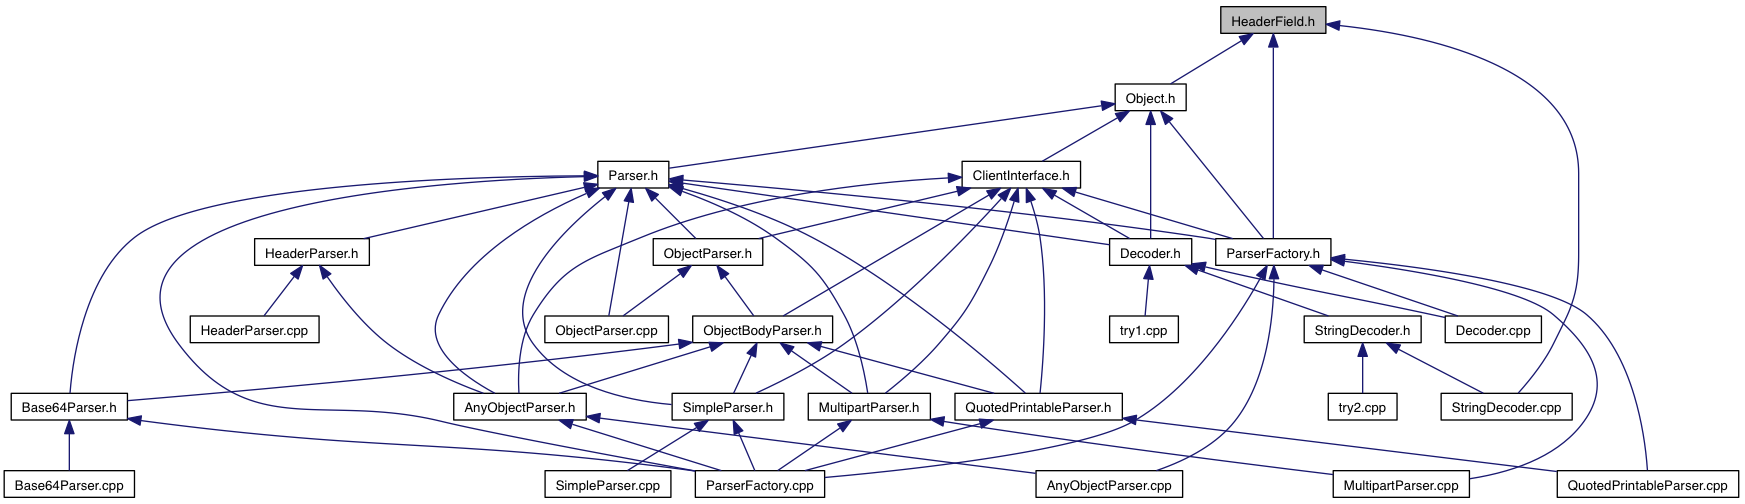 HeaderField.h
Object.h
Parser.h
ClientInterface.h
HeaderParser.h
ObjectParser.h
Decoder.h
ParserFactory.h
HeaderParser.cpp
ObjectParser.cpp
ObjectBodyParser.h
try1.cpp
StringDecoder.h
Decoder.cpp
Base64Parser.h
AnyObjectParser.h
SimpleParser.h
MultipartParser.h
QuotedPrintableParser.h
try2.cpp
StringDecoder.cpp
Base64Parser.cpp
SimpleParser.cpp
ParserFactory.cpp
AnyObjectParser.cpp
MultipartParser.cpp
QuotedPrintableParser.cpp